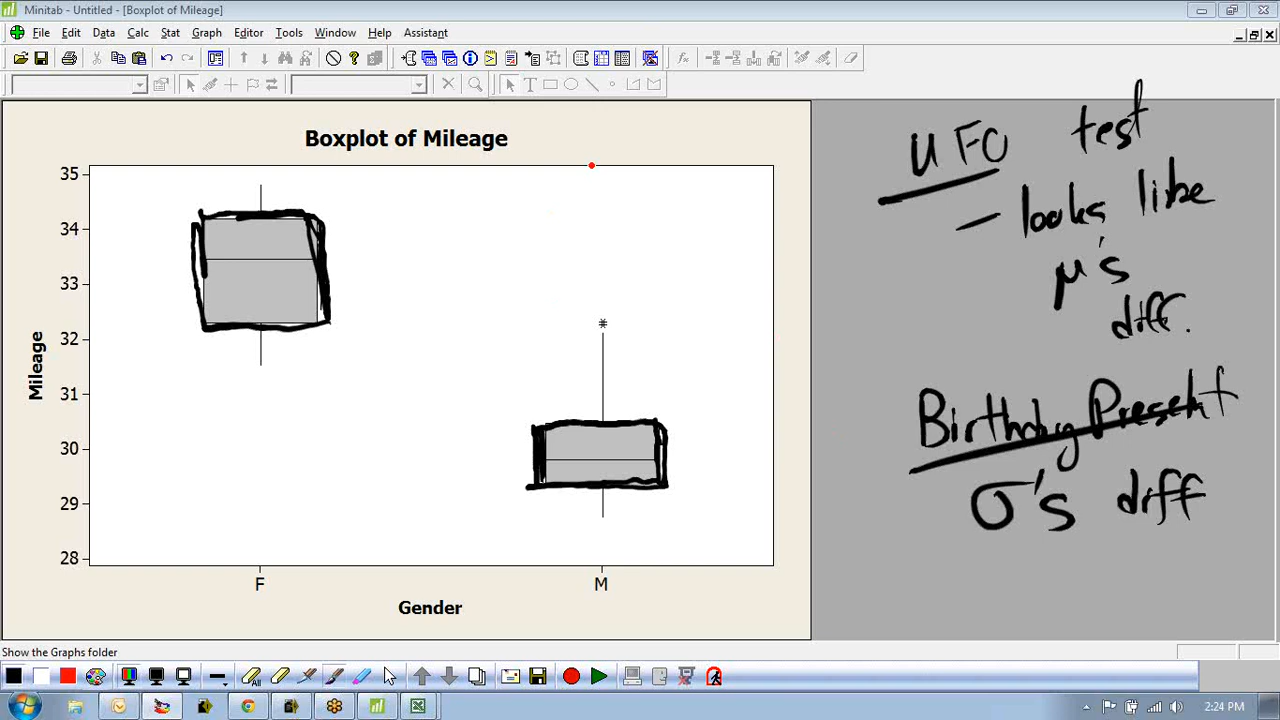 Minitab - Untitled - [Boxplot of Mileage]
File Edit Data Calc Stat Graph Editor Tools Window Help Assistant
Boxplot of Mileage
35
34
33
32
31
30
29
28
Mileage
F M
Gender
UFO test
- looks like
μ's
diff.
Birthday Present
σ's diff
Show the Graphs folder
2:24 PM